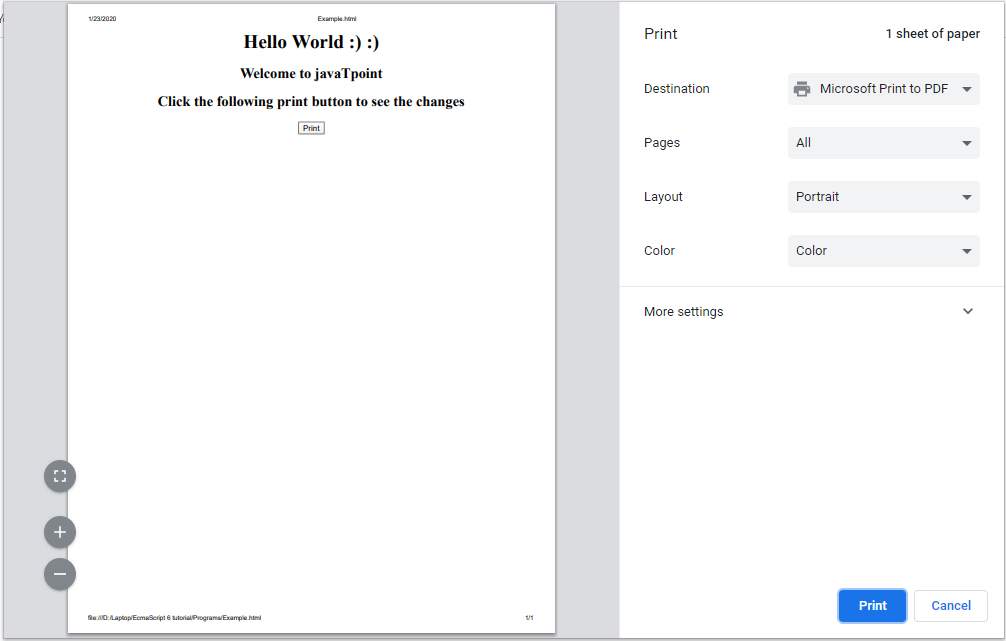 1/23/2020 Example.html
Hello World :) :)
Welcome to javaTpoint
Click the following print button to see the changes
Print
file:///D:/Laptop/EcmaScript 6 tutorial/Programs/Example.html 1/1
Print 1 sheet of paper
Destination Microsoft Print to PDF
Pages All
Layout Portrait
Color Color
More settings
Print Cancel